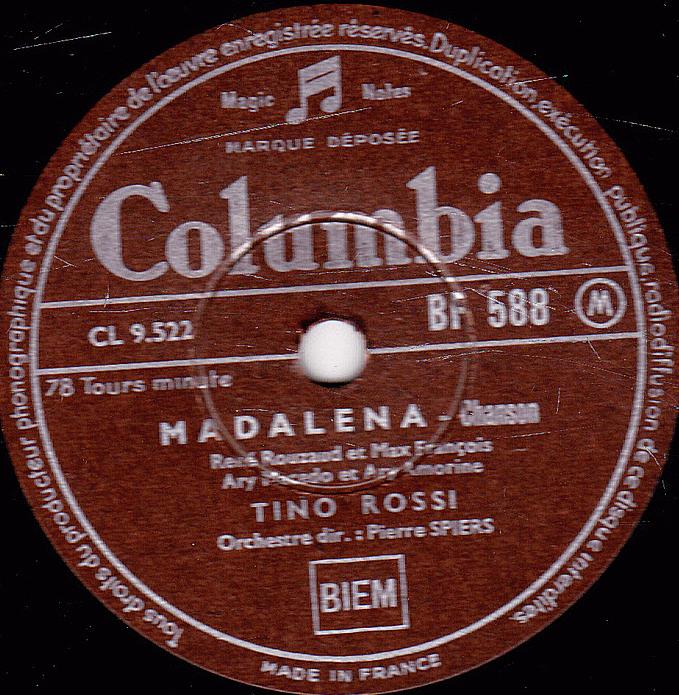 Tous droits du producteur phonographique et du propriétaire de l'œuvre enregistrée réservés. Duplication, exécution publique, radiodiffusion de ce disque interdites.
Magic Notes
MARQUE DÉPOSÉE
Columbia
CL 9.522 BF 588 M
78 Tours minute
MADALENA - Chanson
René Rouzaud et Max François
Ary et Ary Amorine
TINO ROSSI
Orchestre dir. : Pierre SPIERS
BIEM
MADE IN FRANCE